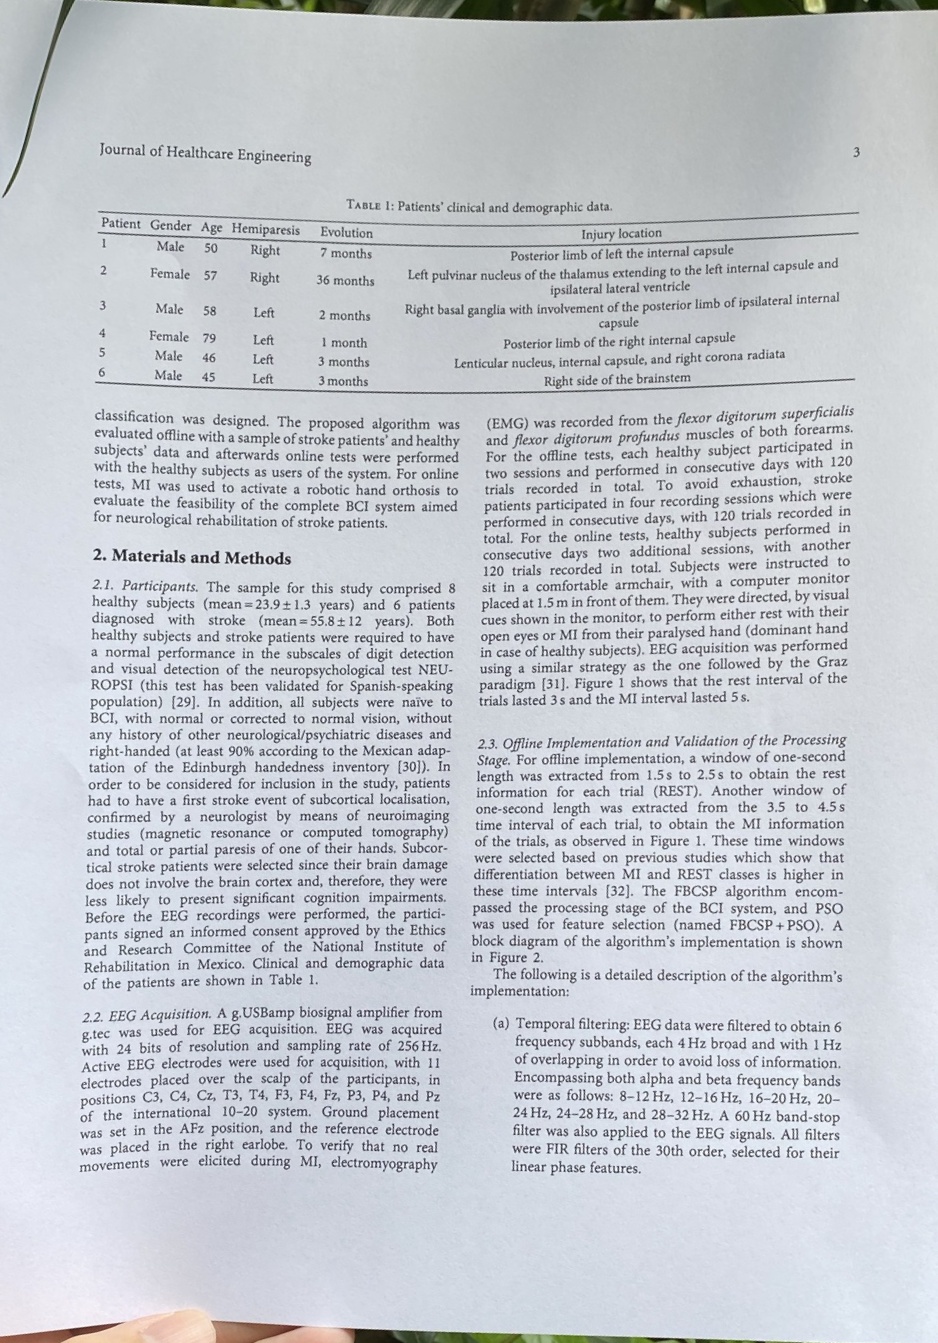 Journal of Healthcare Engineering
3
TABLE 1: Patients' clinical and demographic data.
Patient Gender Age Hemiparesis Evolution Injury location
1 Male 50 Right 7 months Posterior limb of left the internal capsule
2 Female 57 Right 36 months Left pulvinar nucleus of the thalamus extending to the left internal capsule and
ipsilateral lateral ventricle
3 Male 58 Left 2 months Right basal ganglia with involvement of the posterior limb of ipsilateral internal
capsule
4 Female 79 Left 1 month Posterior limb of the right internal capsule
5 Male 46 Left 3 months Lenticular nucleus, internal capsule, and right corona radiata
6 Male 45 Left 3 months Right side of the brainstem
classification was designed. The proposed algorithm was
evaluated offline with a sample of stroke patients' and healthy
subjects' data and afterwards online tests were performed
with the healthy subjects as users of the system. For online
tests, MI was used to activate a robotic hand orthosis to
evaluate the feasibility of the complete BCI system aimed
for neurological rehabilitation of stroke patients.
2. Materials and Methods
2.1. Participants. The sample for this study comprised 8
healthy subjects (mean = 23.9 ± 1.3 years) and 6 patients
diagnosed with stroke (mean = 55.8 ± 12 years). Both
healthy subjects and stroke patients were required to have
a normal performance in the subscales of digit detection
and visual detection of the neuropsychological test NEU-
ROPSI (this test has been validated for Spanish-speaking
population) [29]. In addition, all subjects were naïve to
BCI, with normal or corrected to normal vision, without
any history of other neurological/psychiatric diseases and
right-handed (at least 90% according to the Mexican adap-
tation of the Edinburgh handedness inventory [30]). In
order to be considered for inclusion in the study, patients
had to have a first stroke event of subcortical localisation,
confirmed by a neurologist by means of neuroimaging
studies (magnetic resonance or computed tomography)
and total or partial paresis of one of their hands. Subcor-
tical stroke patients were selected since their brain damage
does not involve the brain cortex and, therefore, they were
less likely to present significant cognition impairments.
Before the EEG recordings were performed, the partici-
pants signed an informed consent approved by the Ethics
and Research Committee of the National Institute of
Rehabilitation in Mexico. Clinical and demographic data
of the patients are shown in Table 1.
2.2. EEG Acquisition. A g.USBamp biosignal amplifier from
g.tec was used for EEG acquisition. EEG was acquired
with 24 bits of resolution and sampling rate of 256 Hz.
Active EEG electrodes were used for acquisition, with 11
electrodes placed over the scalp of the participants, in
positions C3, C4, Cz, T3, T4, F3, F4, Fz, P3, P4, and Pz
of the international 10–20 system. Ground placement
was set in the AFz position, and the reference electrode
was placed in the right earlobe. To verify that no real
movements were elicited during MI, electromyography
(EMG) was recorded from the flexor digitorum superficialis
and flexor digitorum profundus muscles of both forearms.
For the offline tests, each healthy subject participated in
two sessions and performed in consecutive days with 120
trials recorded in total. To avoid exhaustion, stroke
patients participated in four recording sessions which were
performed in consecutive days, with 120 trials recorded in
total. For the online tests, healthy subjects performed in
consecutive days two additional sessions, with another
120 trials recorded in total. Subjects were instructed to
sit in a comfortable armchair, with a computer monitor
placed at 1.5 m in front of them. They were directed, by visual
cues shown in the monitor, to perform either rest with their
open eyes or MI from their paralysed hand (dominant hand
in case of healthy subjects). EEG acquisition was performed
using a similar strategy as the one followed by the Graz
paradigm [31]. Figure 1 shows that the rest interval of the
trials lasted 3 s and the MI interval lasted 5 s.
2.3. Offline Implementation and Validation of the Processing
Stage. For offline implementation, a window of one-second
length was extracted from 1.5 s to 2.5 s to obtain the rest
information for each trial (REST). Another window of
one-second length was extracted from the 3.5 to 4.5 s
time interval of each trial, to obtain the MI information
of the trials, as observed in Figure 1. These time windows
were selected based on previous studies which show that
differentiation between MI and REST classes is higher in
these time intervals [32]. The FBCSP algorithm encom-
passed the processing stage of the BCI system, and PSO
was used for feature selection (named FBCSP + PSO). A
block diagram of the algorithm's implementation is shown
in Figure 2.
The following is a detailed description of the algorithm's
implementation:
(a) Temporal filtering: EEG data were filtered to obtain 6
frequency subbands, each 4 Hz broad and with 1 Hz
of overlapping in order to avoid loss of information.
Encompassing both alpha and beta frequency bands
were as follows: 8–12 Hz, 12–16 Hz, 16–20 Hz, 20–
24 Hz, 24–28 Hz, and 28–32 Hz. A 60 Hz band-stop
filter was also applied to the EEG signals. All filters
were FIR filters of the 30th order, selected for their
linear phase features.